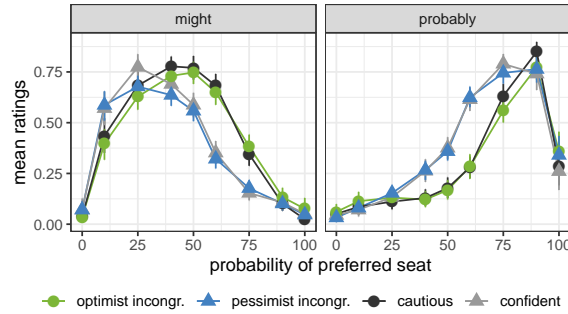 might
probably
mean ratings
0.75
0.50
0.25
0.00
0 25 50 75 100 0 25 50 75 100
probability of preferred seat
optimist incongr. pessimist incongr. cautious confident